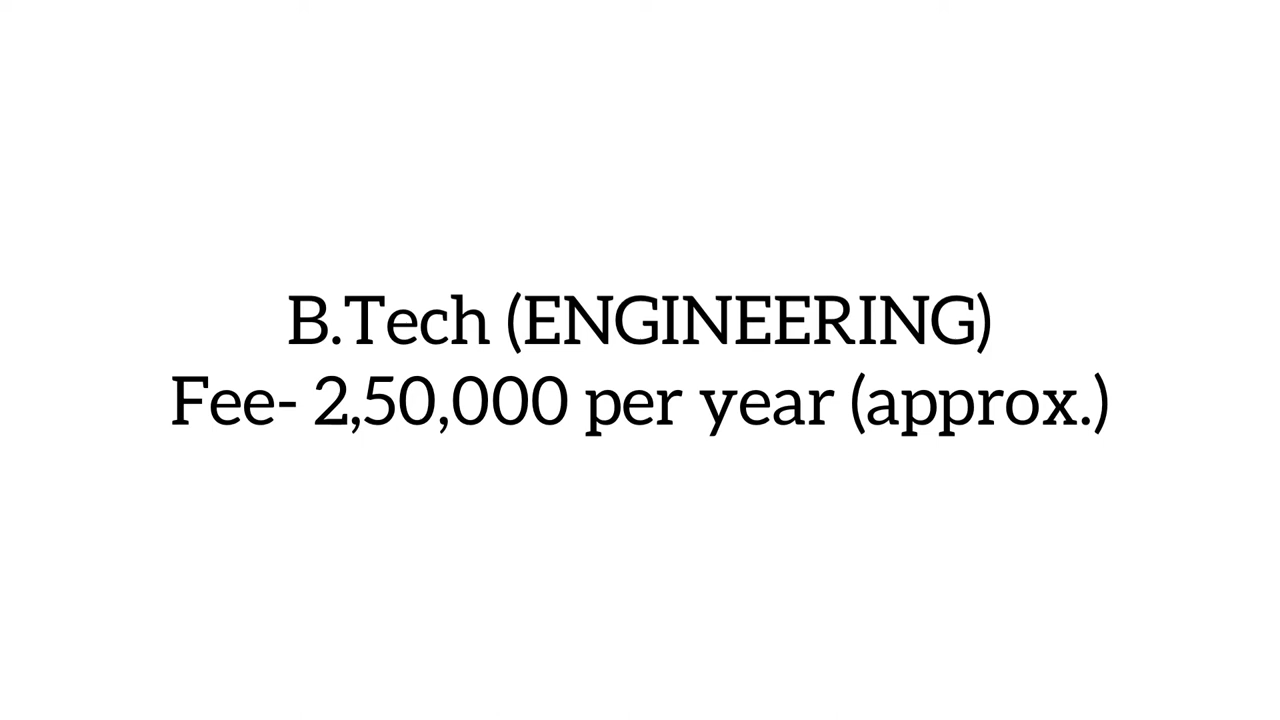 B.Tech (ENGINEERING)
Fee- 2,50,000 per year (approx.)